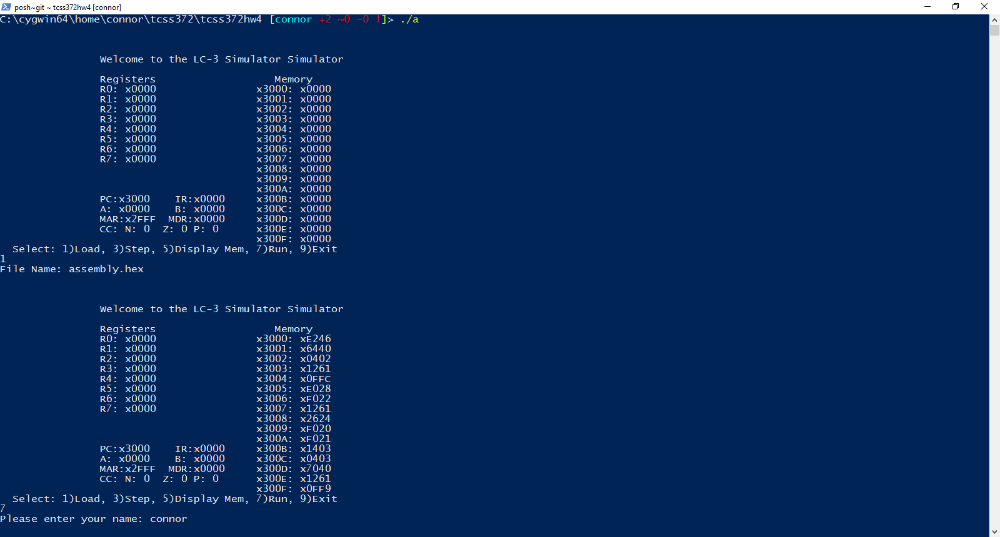 posh~git ~ tcss372hw4 [connor]
C:\cygwin64\home\connor\tcss372\tcss372hw4 [connor +2 ~0 -0 !]> ./a
Welcome to the LC-3 Simulator Simulator
Registers                   Memory
R0: x0000                x3000: x0000
R1: x0000                x3001: x0000
R2: x0000                x3002: x0000
R3: x0000                x3003: x0000
R4: x0000                x3004: x0000
R5: x0000                x3005: x0000
R6: x0000                x3006: x0000
R7: x0000                x3007: x0000
x3008: x0000
x3009: x0000
x300A: x0000
PC:x3000    IR:x0000     x300B: x0000
A: x0000    B: x0000     x300C: x0000
MAR:x2FFF  MDR:x0000     x300D: x0000
CC: N: 0  Z: 0 P: 0      x300E: x0000
x300F: x0000
Select: 1)Load, 3)Step, 5)Display Mem, 7)Run, 9)Exit
1
File Name: assembly.hex
Welcome to the LC-3 Simulator Simulator
Registers                   Memory
R0: x0000                x3000: xE246
R1: x0000                x3001: x6440
R2: x0000                x3002: x0402
R3: x0000                x3003: x1261
R4: x0000                x3004: x0FFC
R5: x0000                x3005: xE028
R6: x0000                x3006: xF022
R7: x0000                x3007: x1261
x3008: x2624
x3009: xF020
x300A: xF021
PC:x3000    IR:x0000     x300B: x1403
A: x0000    B: x0000     x300C: x0403
MAR:x2FFF  MDR:x0000     x300D: x7040
CC: N: 0  Z: 0 P: 0      x300E: x1261
x300F: x0FF9
Select: 1)Load, 3)Step, 5)Display Mem, 7)Run, 9)Exit
7
Please enter your name: connor